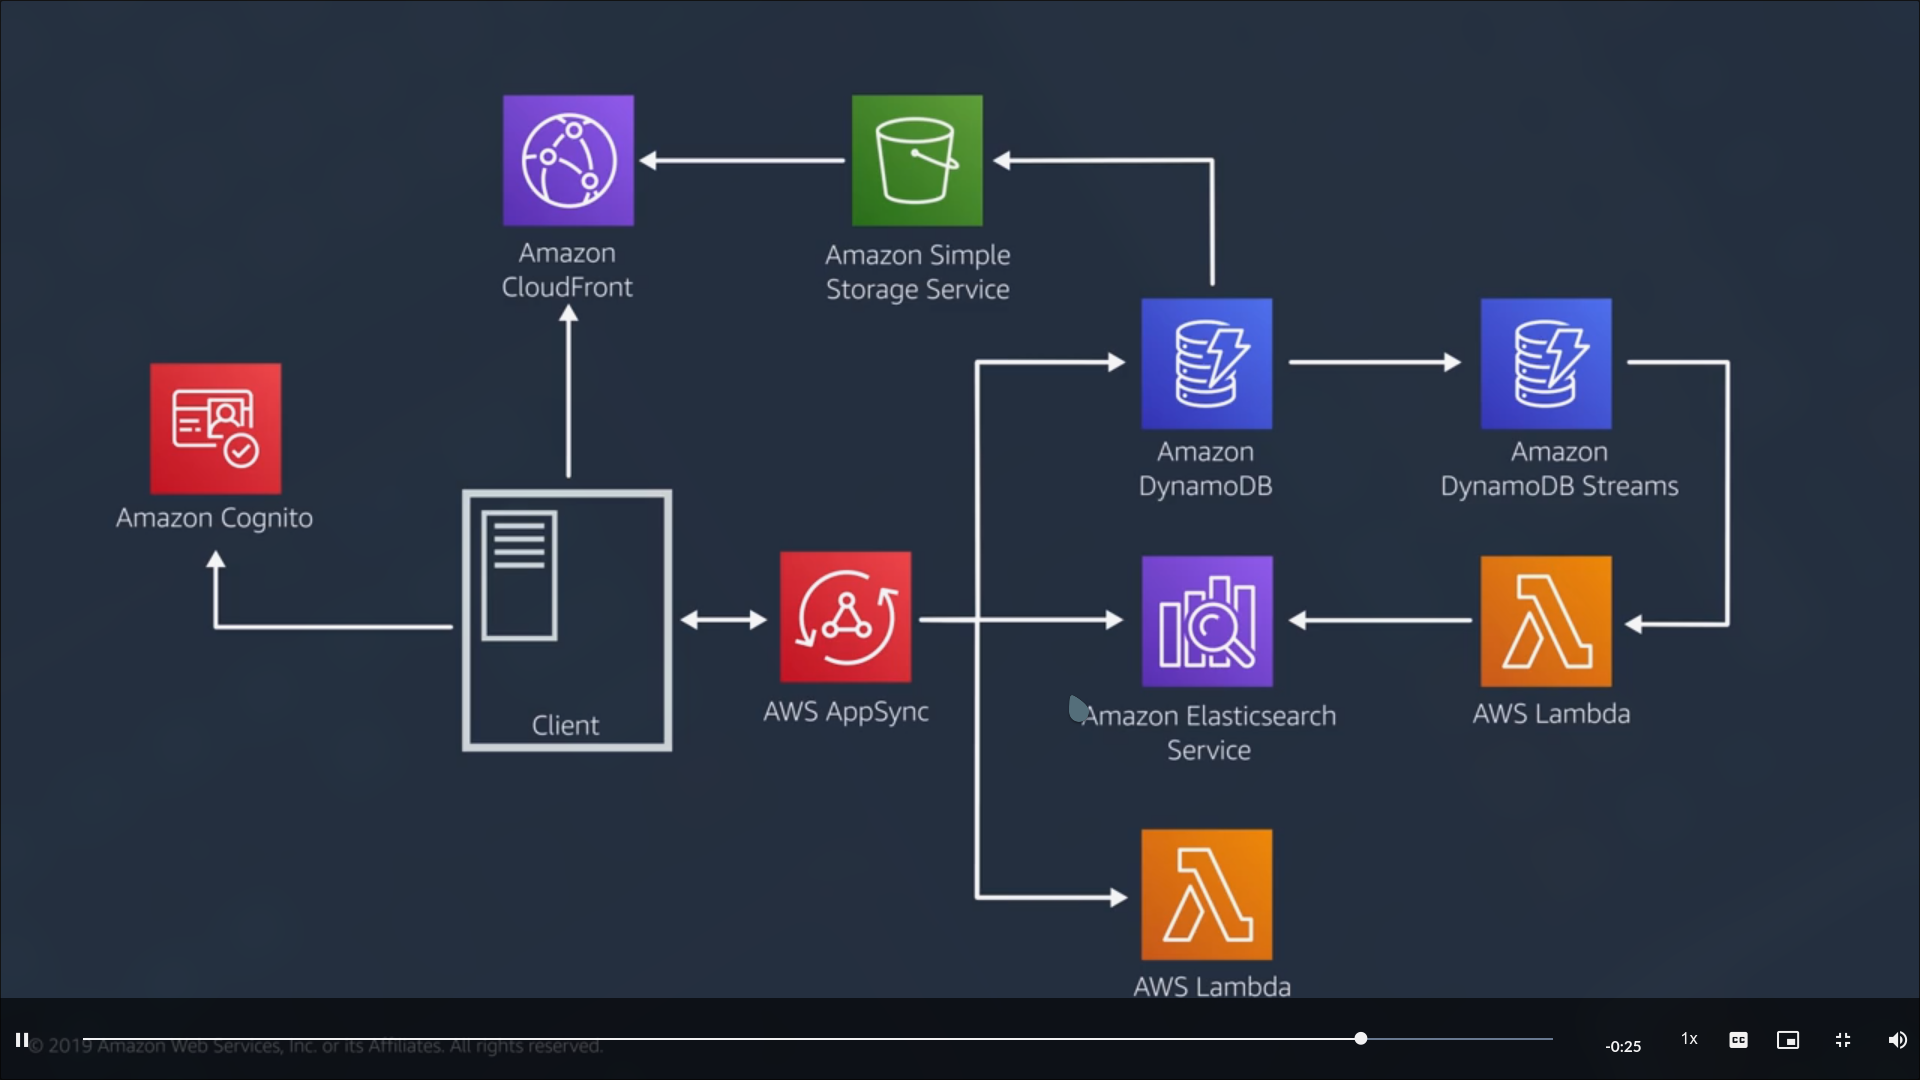 Amazon
CloudFront
Amazon Simple
Storage Service
Amazon Cognito
Amazon
DynamoDB
Amazon
DynamoDB Streams
Client
AWS AppSync
Amazon Elasticsearch
Service
AWS Lambda
AWS Lambda
© 2019 Amazon Web Services, Inc. or its Affiliates. All rights reserved.
-0:25
1x
CC